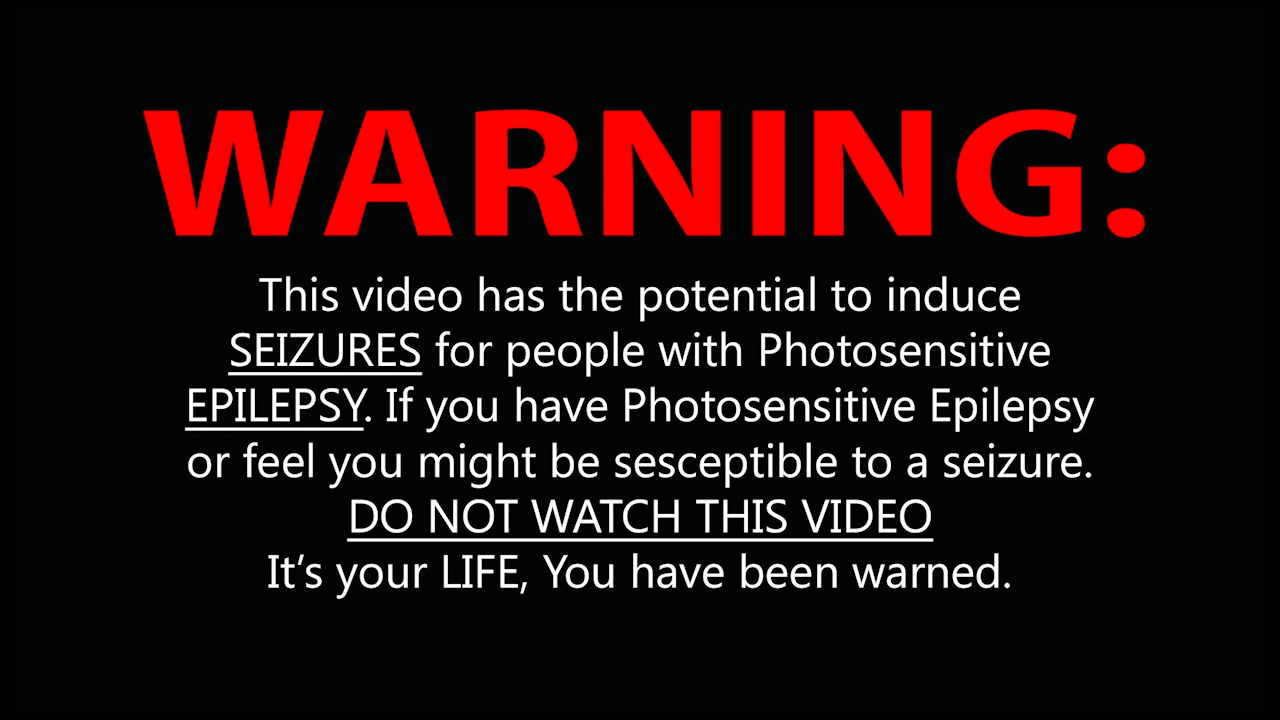 WARNING:
This video has the potential to induce
SEIZURES for people with Photosensitive
EPILEPSY. If you have Photosensitive Epilepsy
or feel you might be sesceptible to a seizure.
DO NOT WATCH THIS VIDEO
It’s your LIFE, You have been warned.